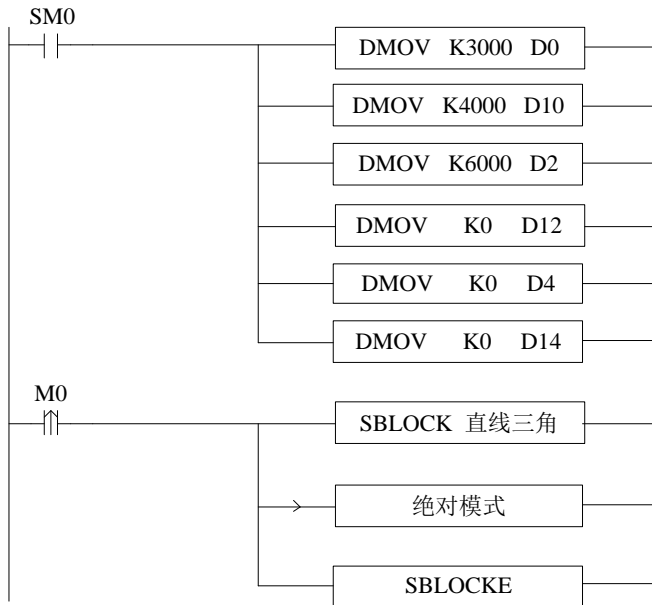 SM0
DMOV K3000 D0
DMOV K4000 D10
DMOV K6000 D2
DMOV K0 D12
DMOV K0 D4
DMOV K0 D14
M0
SBLOCK 直线三角
绝对模式
SBLOCKE